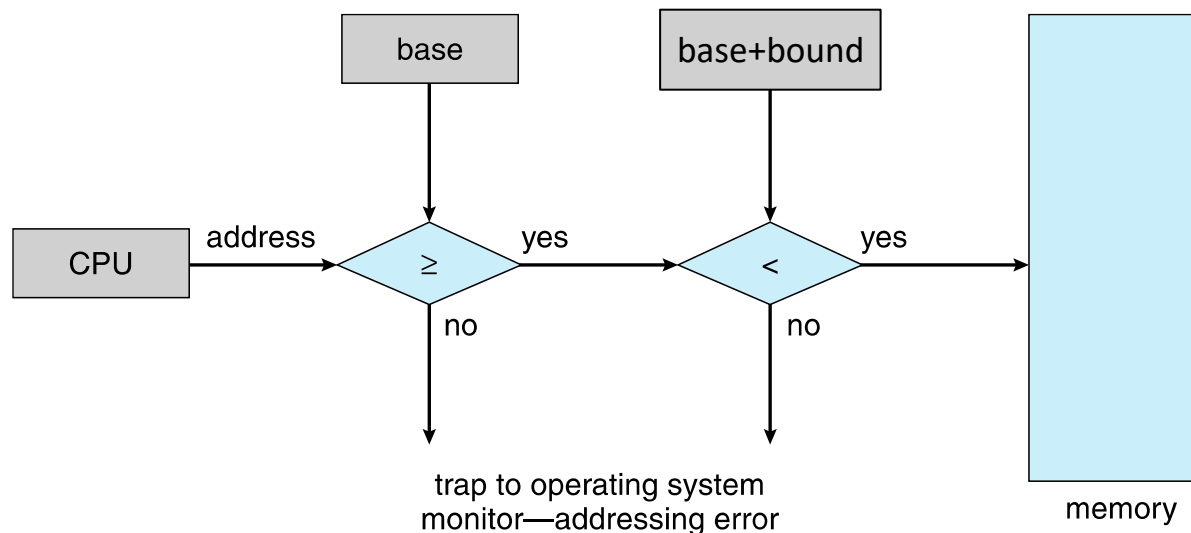 base
base+bound
CPU
address
≥
yes
<
yes
no
no
trap to operating system
monitor—addressing error
memory